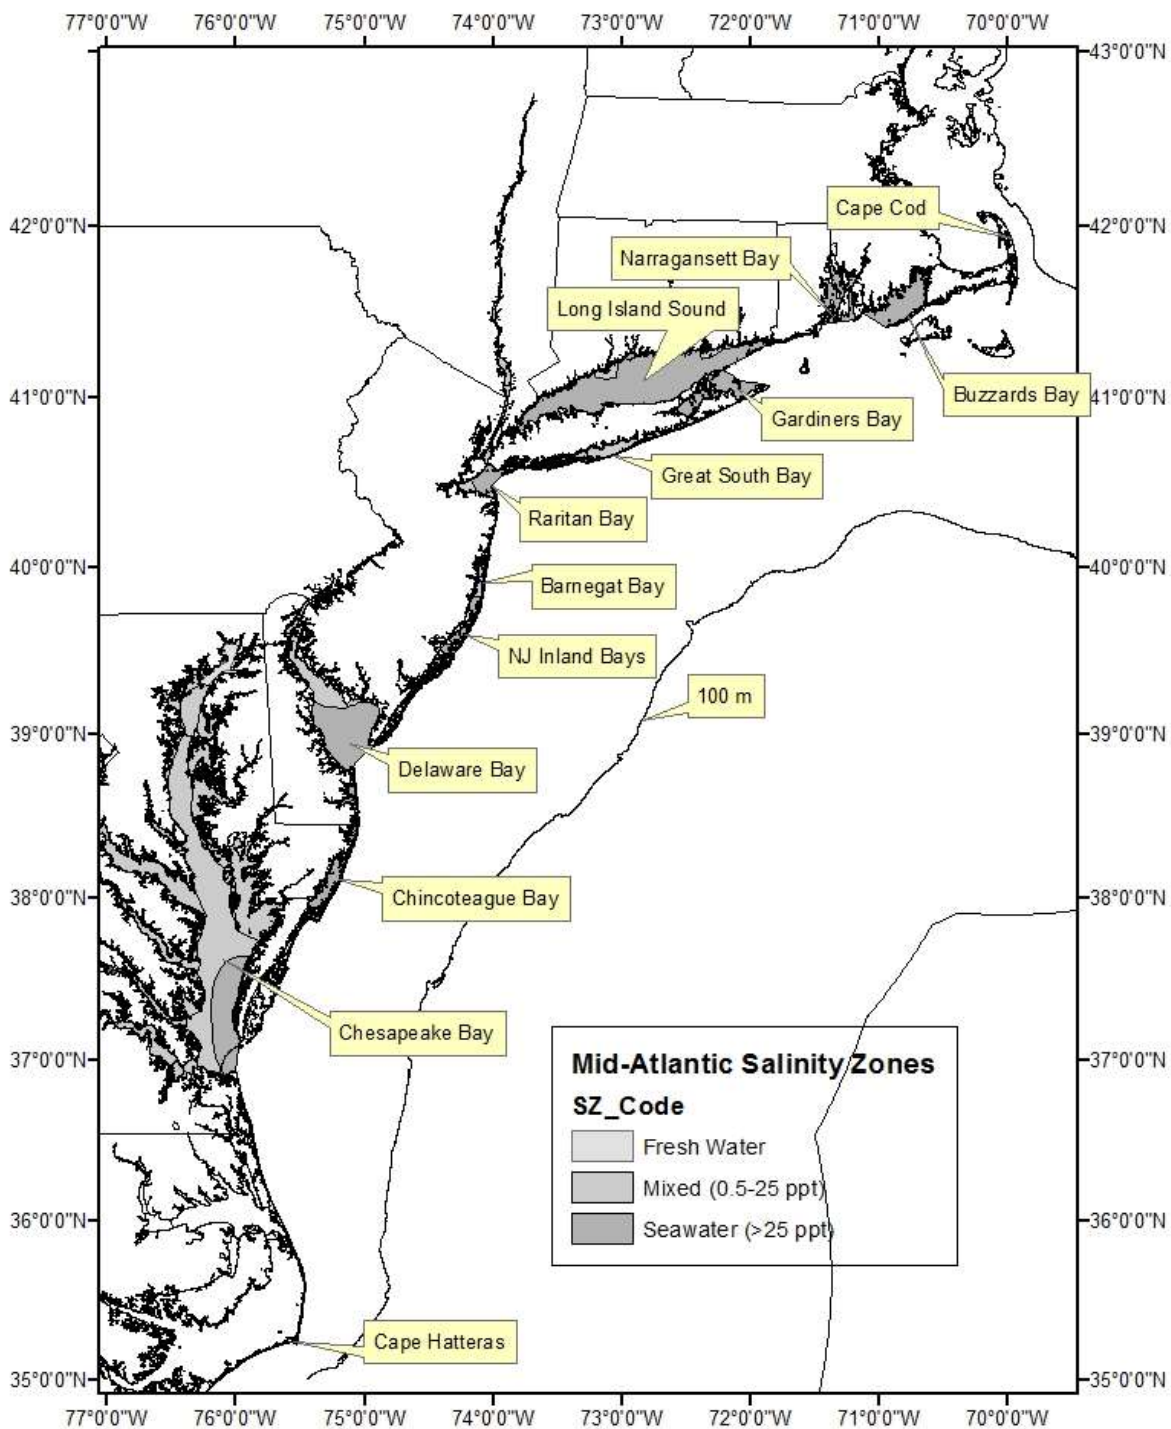 77°0'0"W 76°0'0"W 75°0'0"W 74°0'0"W 73°0'0"W 72°0'0"W 71°0'0"W 70°0'0"W
43°0'0"N
Cape Cod
42°0'0"N 42°0'0"N
Narragansett Bay
Long Island Sound
Buzzards Bay
41°0'0"N 41°0'0"N
Gardiners Bay
Great South Bay
Raritan Bay
40°0'0"N 40°0'0"N
Barnegat Bay
NJ Inland Bays
100 m
39°0'0"N 39°0'0"N
Delaware Bay
38°0'0"N 38°0'0"N
Chincoteague Bay
Chesapeake Bay
37°0'0"N 37°0'0"N
Mid-Atlantic Salinity Zones
SZ_Code
Fresh Water
Mixed (0.5-25 ppt)
36°0'0"N 36°0'0"N
Seawater (>25 ppt)
Cape Hatteras
35°0'0"N 35°0'0"N
77°0'0"W 76°0'0"W 75°0'0"W 74°0'0"W 73°0'0"W 72°0'0"W 71°0'0"W 70°0'0"W